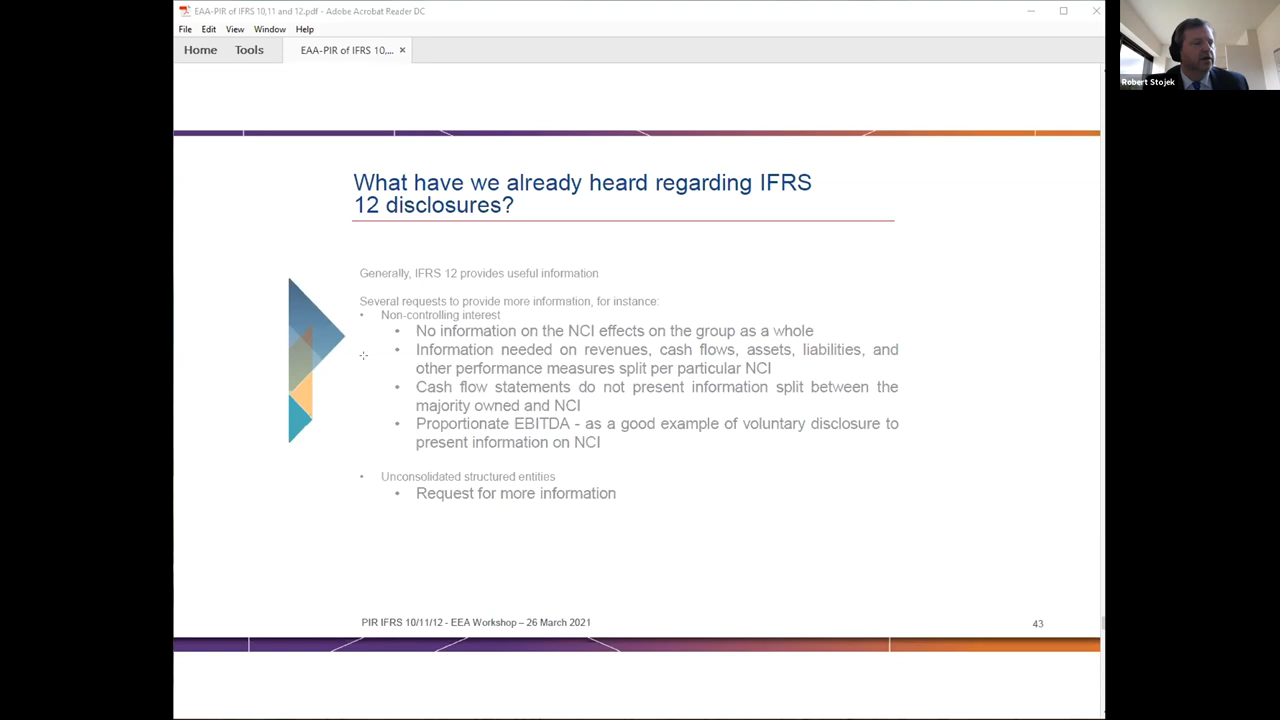 EAA-PIR of IFRS 10,11 and 12.pdf - Adobe Acrobat Reader DC
File Edit View Window Help
Home Tools EAA-PIR of IFRS 10,... ×
Robert Stojek
What have we already heard regarding IFRS
12 disclosures?
Generally, IFRS 12 provides useful information
Several requests to provide more information, for instance:
• Non-controlling interest
• No information on the NCI effects on the group as a whole
• Information needed on revenues, cash flows, assets, liabilities, and
other performance measures split per particular NCI
• Cash flow statements do not present information split between the
majority owned and NCI
• Proportionate EBITDA - as a good example of voluntary disclosure to
present information on NCI
• Unconsolidated structured entities
• Request for more information
PIR IFRS 10/11/12 - EEA Workshop – 26 March 2021
43